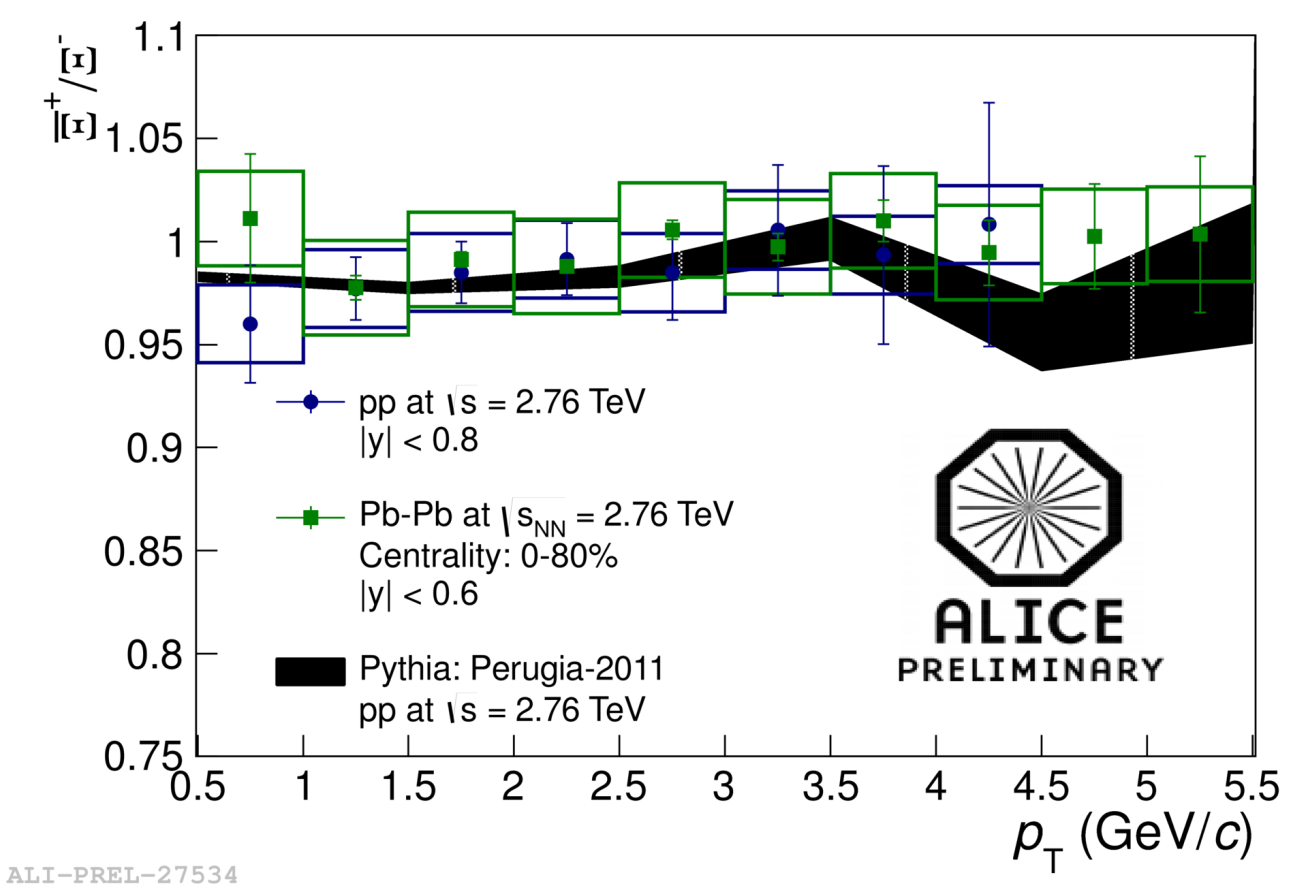 Ξ̄⁺/Ξ⁻
1.1
1.05
1
0.95
0.9
0.85
0.8
0.75
pp at √s = 2.76 TeV
|y| < 0.8
Pb-Pb at √s_NN = 2.76 TeV
Centrality: 0-80%
|y| < 0.6
Pythia: Perugia-2011
pp at √s = 2.76 TeV
ALICE
PRELIMINARY
0.5 1 1.5 2 2.5 3 3.5 4 4.5 5 5.5
p_T (GeV/c)
ALI-PREL-27534